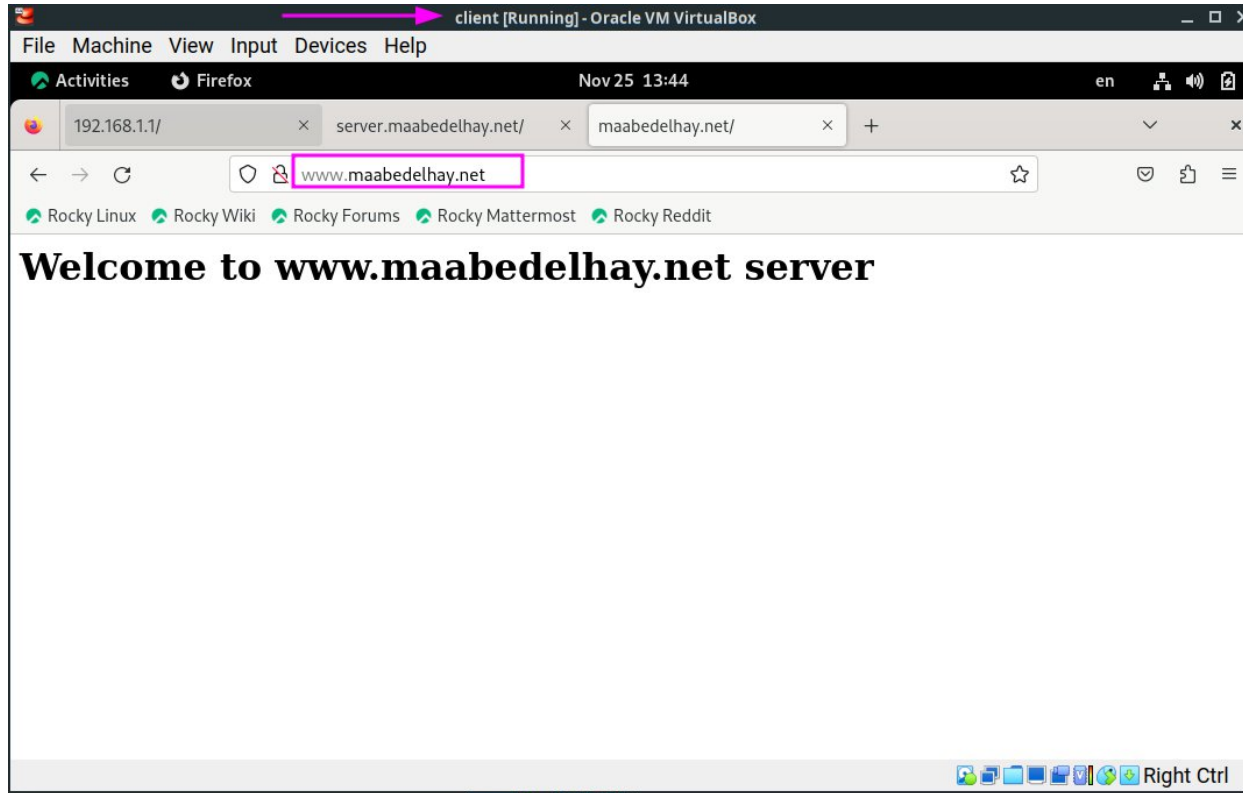 client [Running] - Oracle VM VirtualBox
File Machine View Input Devices Help
Activities Firefox Nov 25 13:44 en
192.168.1.1/ server.maabedelhay.net/ maabedelhay.net/
www.maabedelhay.net
Rocky Linux Rocky Wiki Rocky Forums Rocky Mattermost Rocky Reddit
Welcome to www.maabedelhay.net server
Right Ctrl